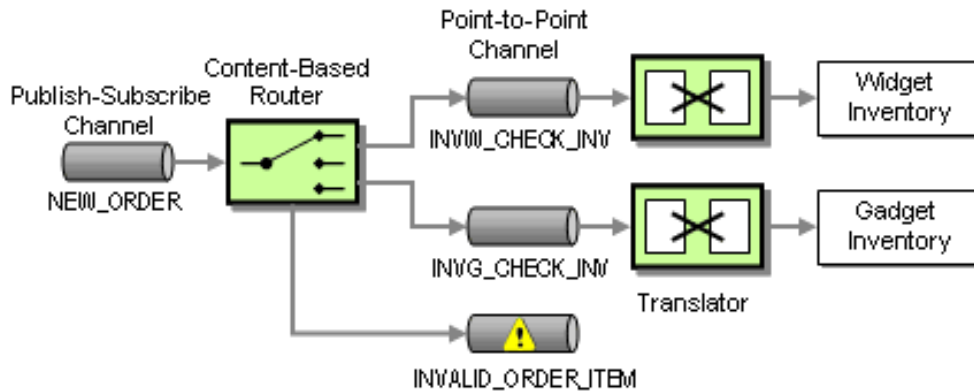 Publish-Subscribe
Channel
NEW_ORDER
Content-Based
Router
Point-to-Point
Channel
INVW_CHECK_INV
INVG_CHECK_INV
INVALID_ORDER_ITEM
Translator
Widget
Inventory
Gadget
Inventory